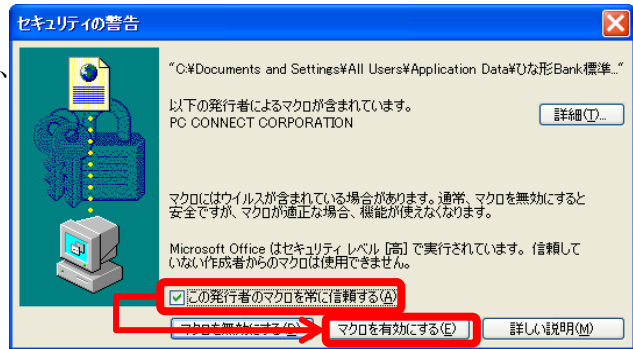 セキュリティの警告
、
"C:¥Documents and Settings¥All Users¥Application Data¥ひな形Bank標準..."
以下の発行者によるマクロが含まれています。
PC CONNECT CORPORATION
詳細(T)...
マクロにはウイルスが含まれている場合があります。通常、マクロを無効にすると
安全ですが、マクロが適正な場合、機能が使えなくなります。
Microsoft Office はセキュリティ レベル [高] で実行されています。信頼して
いない作成者からのマクロは使用できません。
この発行者のマクロを常に信頼する(A)
マクロを無効にする(D)
マクロを有効にする(E)
詳しい説明(M)